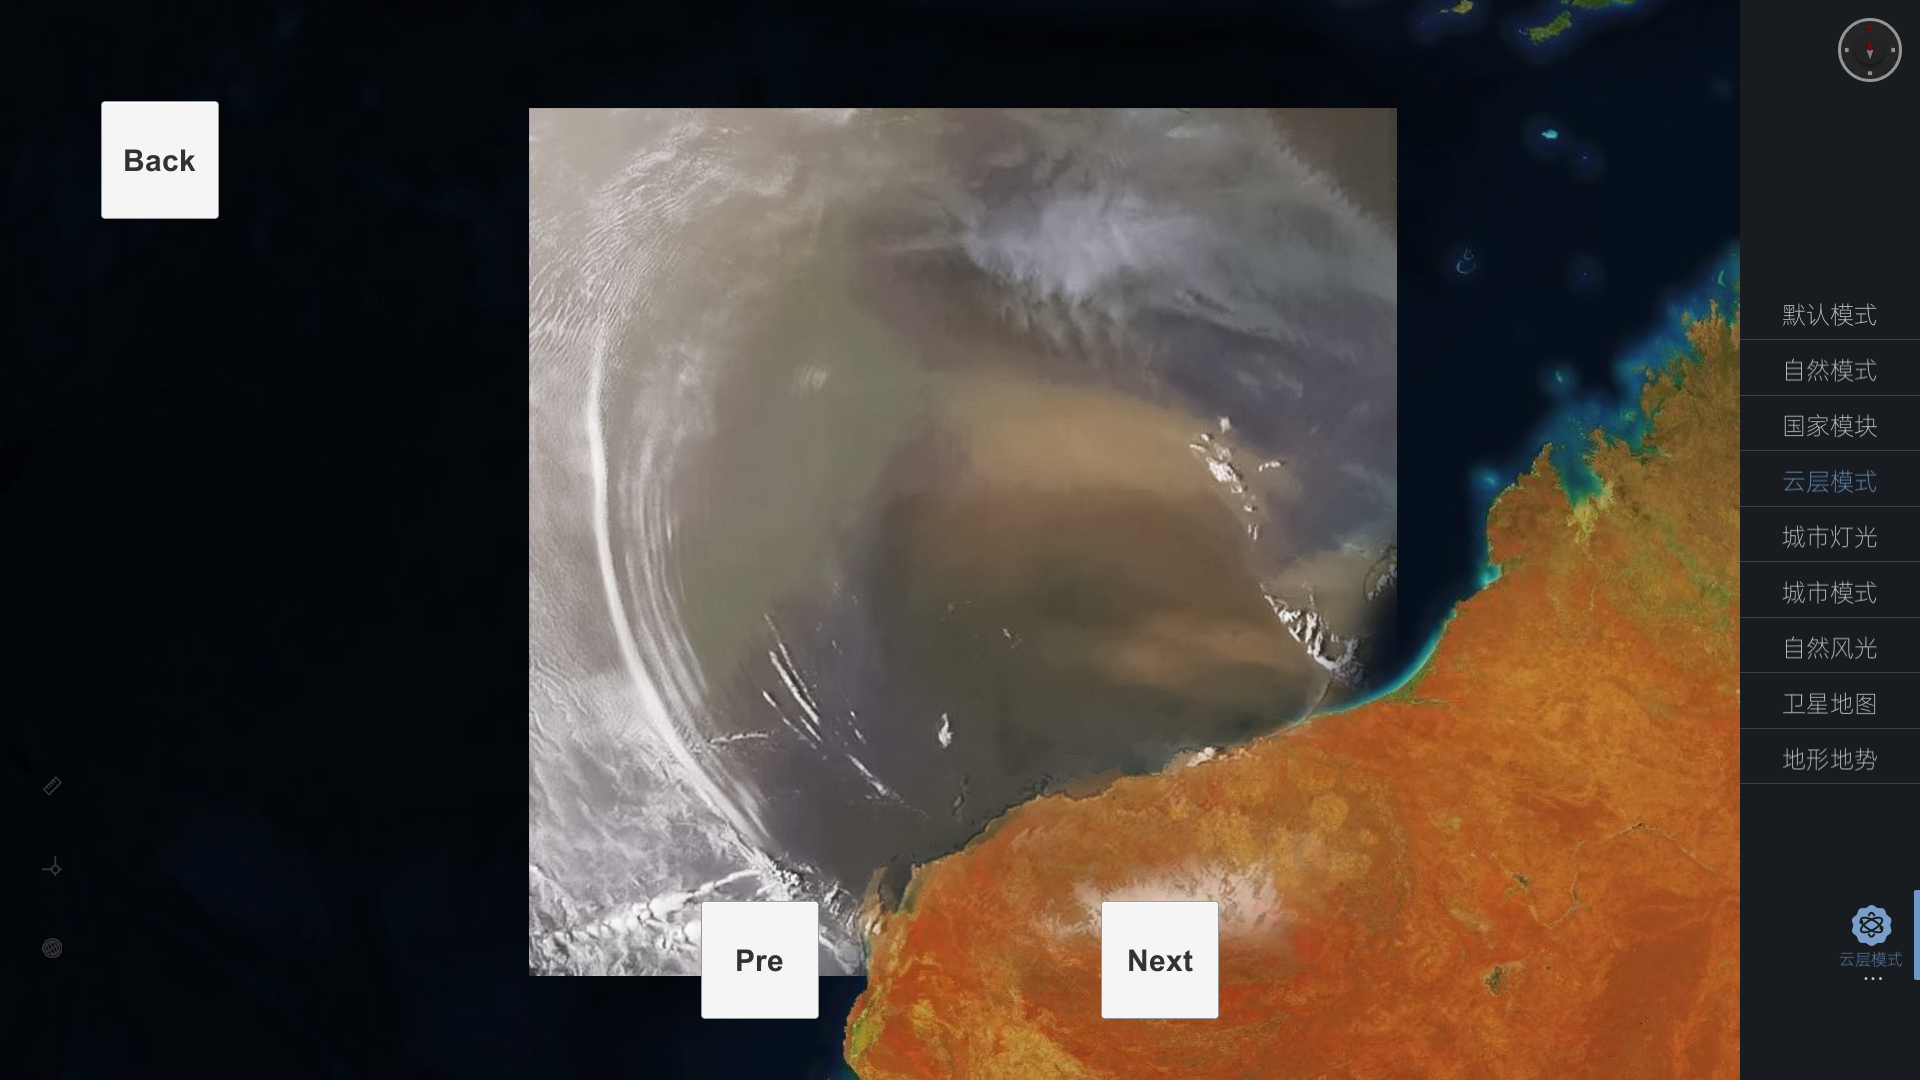 Back
默认模式
自然模式
国家模块
云层模式
城市灯光
城市模式
自然风光
卫星地图
地形地势
云层模式
...
Pre
Next